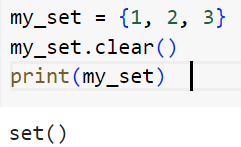 my_set = {1, 2, 3}
my_set.clear()
print(my_set)
set()